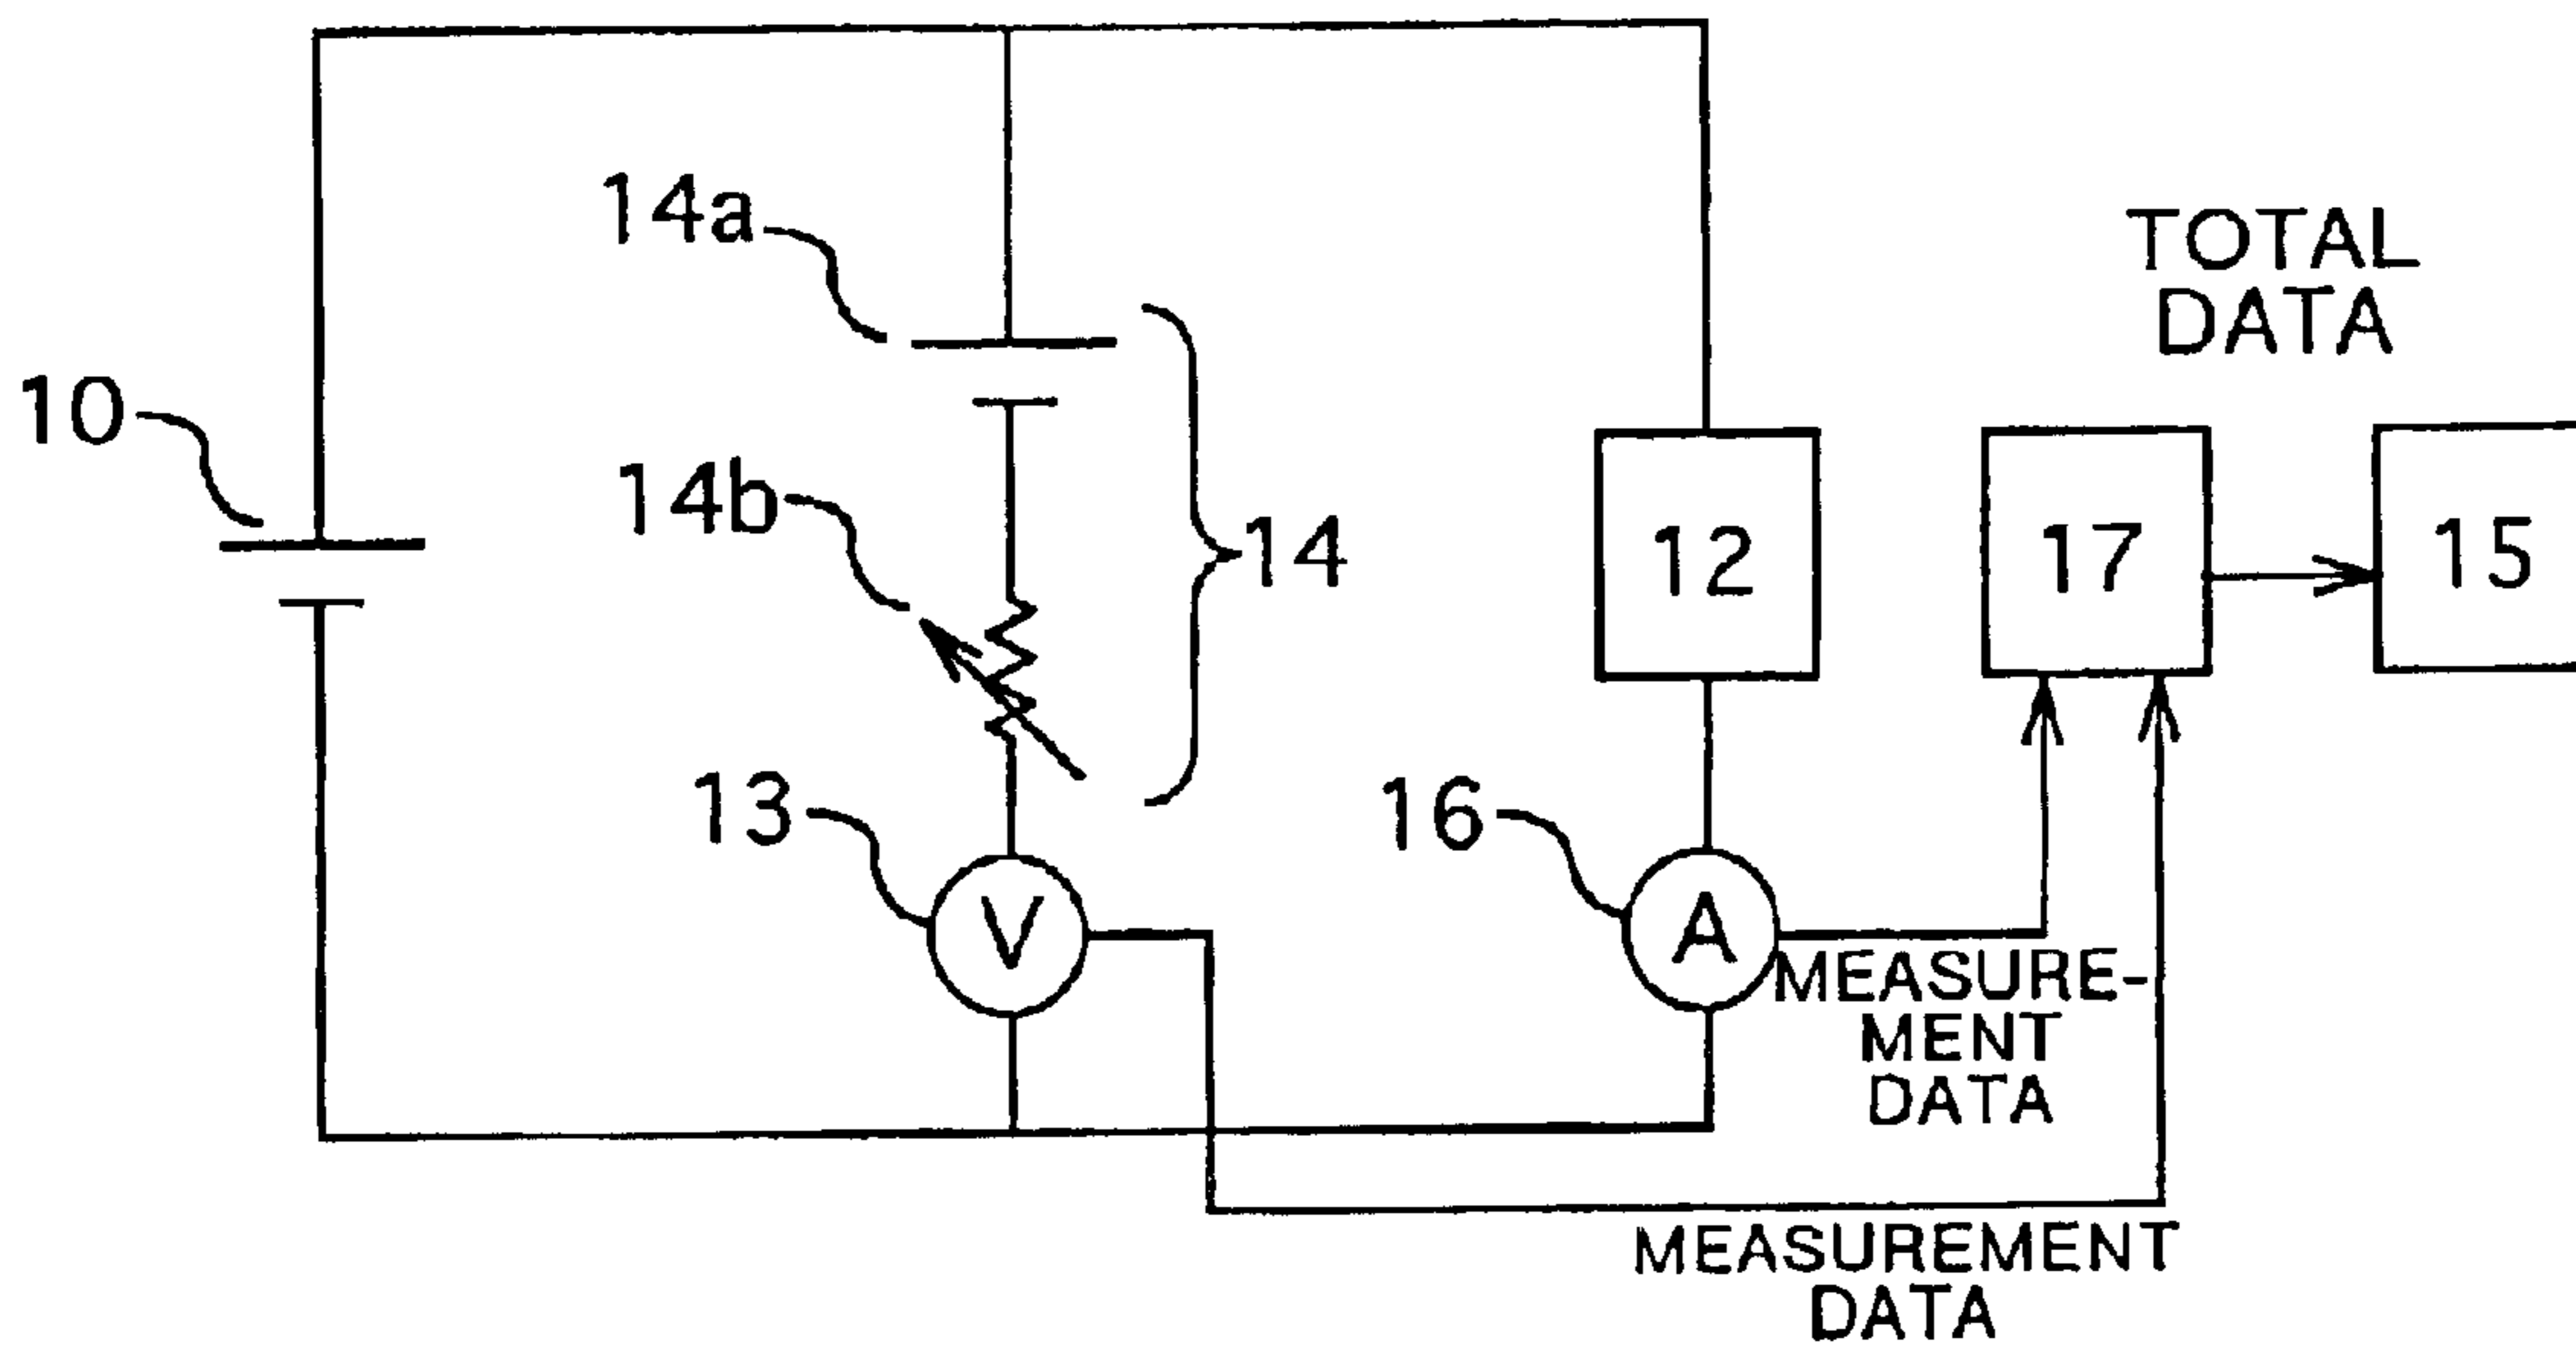 TOTAL
DATA
14a
10
14b
14
12
17
15
13
16
V
A
MEASURE-
MENT
DATA
MEASUREMENT
DATA